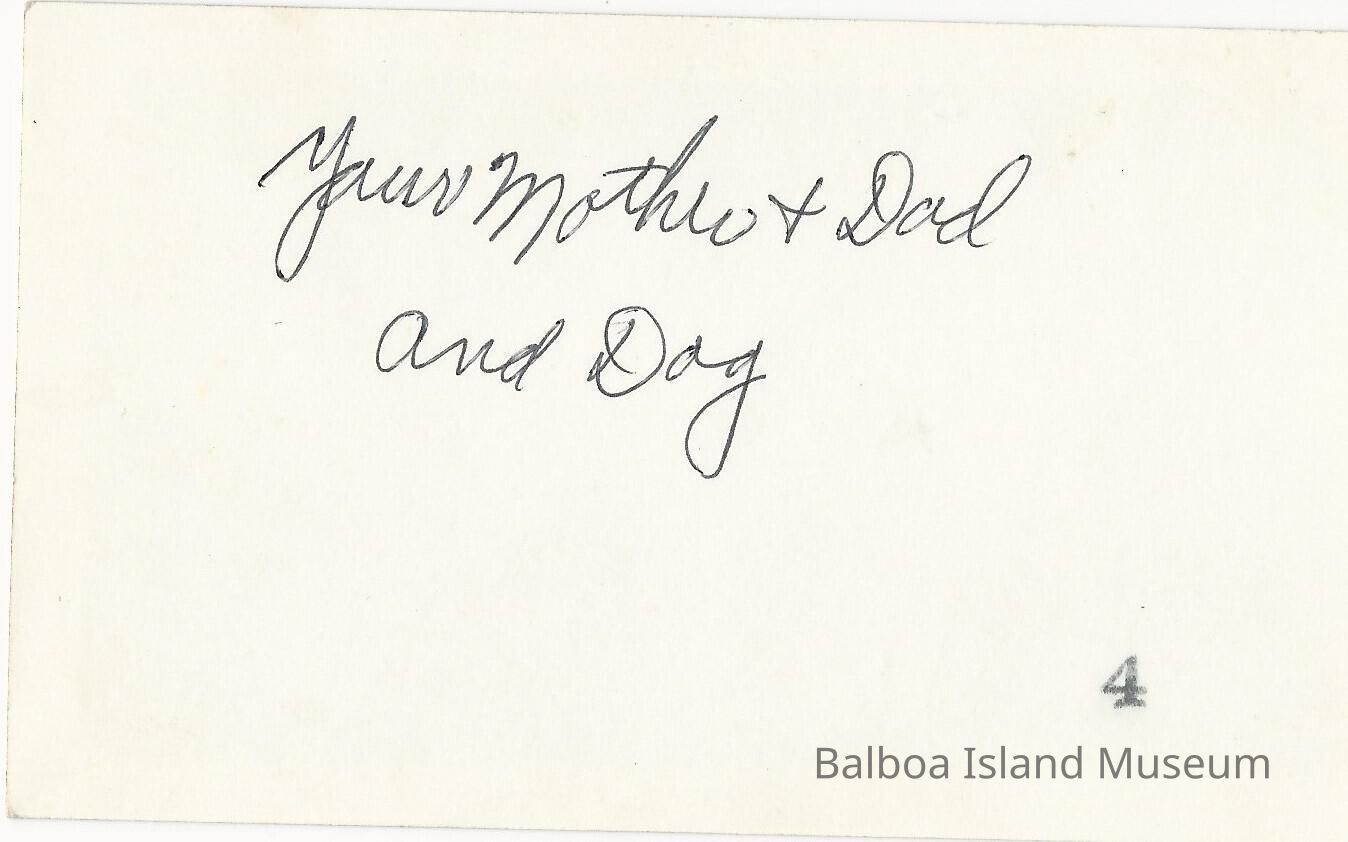 Your Mother + Dad
and Dog
4
Balboa Island Museum